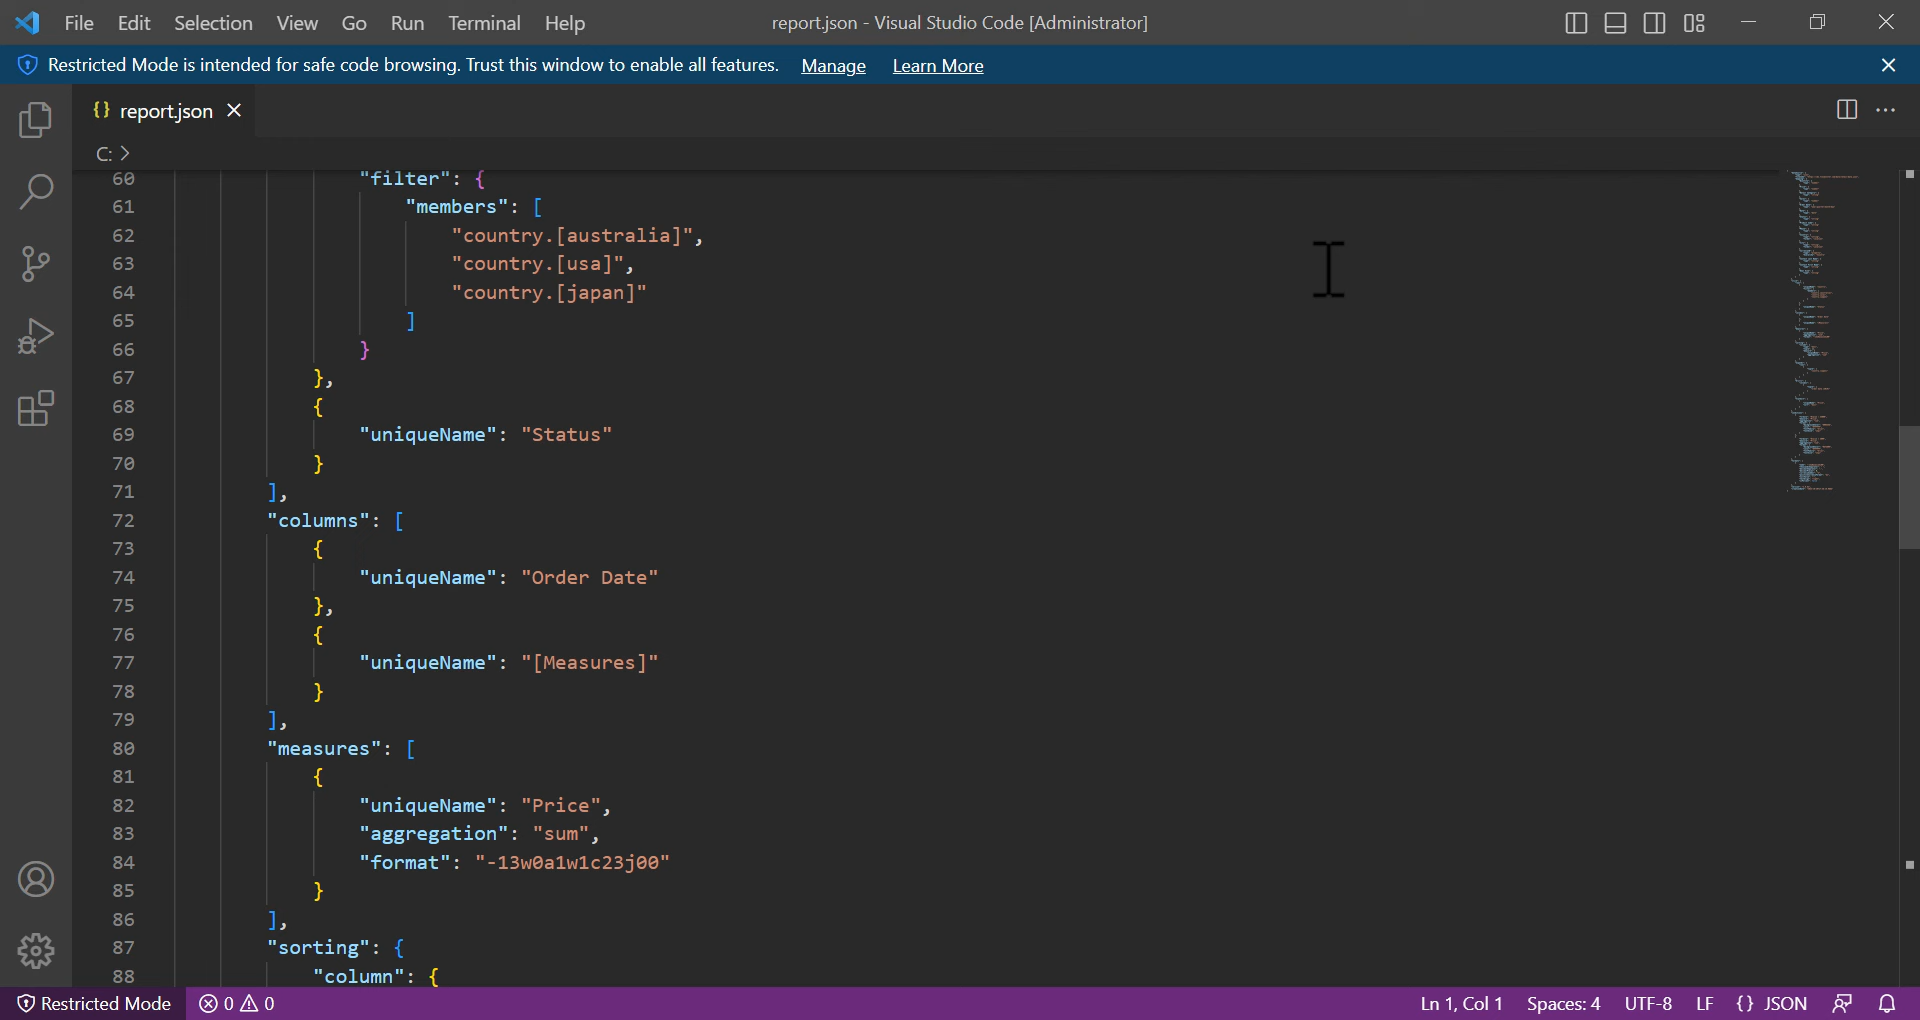 File Edit Selection View Go Run Terminal Help report.json - Visual Studio Code [Administrator]
Restricted Mode is intended for safe code browsing. Trust this window to enable all features. Manage Learn More
{} report.json
C: >
60 "filter": {
61 "members": [
62 "country.[australia]",
63 "country.[usa]",
64 "country.[japan]"
65 ]
66 }
67 },
68 {
69 "uniqueName": "Status"
70 }
71 ],
72 "columns": [
73 {
74 "uniqueName": "Order Date"
75 },
76 {
77 "uniqueName": "[Measures]"
78 }
79 ],
80 "measures": [
81 {
82 "uniqueName": "Price",
83 "aggregation": "sum",
84 "format": "-13w0a1w1c23j00"
85 }
86 ],
87 "sorting": {
88 "column": {
Restricted Mode 0 0 Ln 1, Col 1 Spaces: 4 UTF-8 LF {} JSON